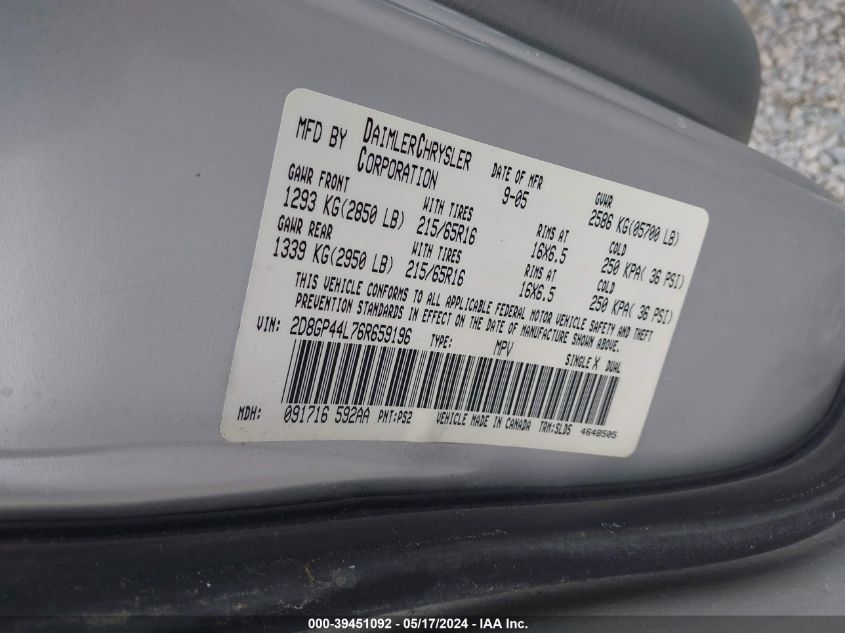 MFD BY DAIMLERCHRYSLER CORPORATION DATE OF MFR 9-05 GVWR 2586 KG(05700 LB)
GAWR FRONT WITH TIRES RIMS AT COLD
1293 KG(2850 LB) 215/65R16 16X6.5 250 KPA( 36 PSI)
GAWR REAR WITH TIRES RIMS AT COLD
1339 KG(2950 LB) 215/65R16 16X6.5 250 KPA( 36 PSI)
THIS VEHICLE CONFORMS TO ALL APPLICABLE FEDERAL MOTOR VEHICLE SAFETY AND THEFT
PREVENTION STANDARDS IN EFFECT ON THE DATE OF MANUFACTURE SHOWN ABOVE.
VIN: 2D8GP44L76R659196 TYPE: MPV SINGLE X DUAL
MDH: 091716 592AA PNT:PS2 VEHICLE MADE IN CANADA TRM:SLD5 4648505
000-39451092 - 05/17/2024 - IAA Inc.